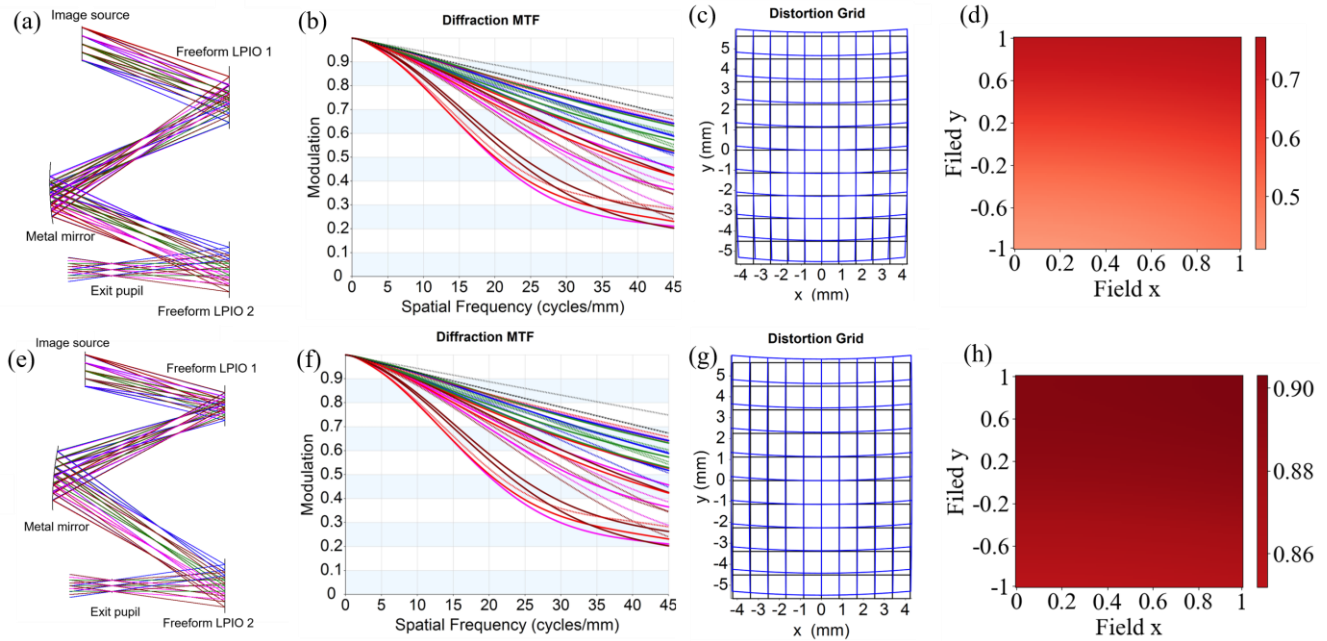 (a)
Image source
Freeform LPIO 1
Metal mirror
Exit pupil
Freeform LPIO 2
(b)
Diffraction MTF
Modulation
0.9
0.8
0.7
0.6
0.5
0.4
0.3
0.2
0.1
0
0 5 10 15 20 25 30 35 40 45
Spatial Frequency (cycles/mm)
(c)
Distortion Grid
y (mm)
5
4
3
2
1
0
-1
-2
-3
-4
-5
-4 -3 -2 -1 0 1 2 3 4
x (mm)
(d)
Filed y
1
0.6
0.2
-0.2
-0.6
-1
0 0.2 0.4 0.6 0.8 1
Field x
0.7
0.6
0.5
(e)
Image source
Freeform LPIO 1
Metal mirror
Exit pupil
Freeform LPIO 2
(f)
Diffraction MTF
Modulation
0.9
0.8
0.7
0.6
0.5
0.4
0.3
0.2
0.1
0
0 5 10 15 20 25 30 35 40 45
Spatial Frequency (cycles/mm)
(g)
Distortion Grid
y (mm)
5
4
3
2
1
0
-1
-2
-3
-4
-5
-4 -3 -2 -1 0 1 2 3 4
x (mm)
(h)
Filed y
1
0.6
0.2
-0.2
-0.6
-1
0 0.2 0.4 0.6 0.8 1
Field x
0.90
0.88
0.86